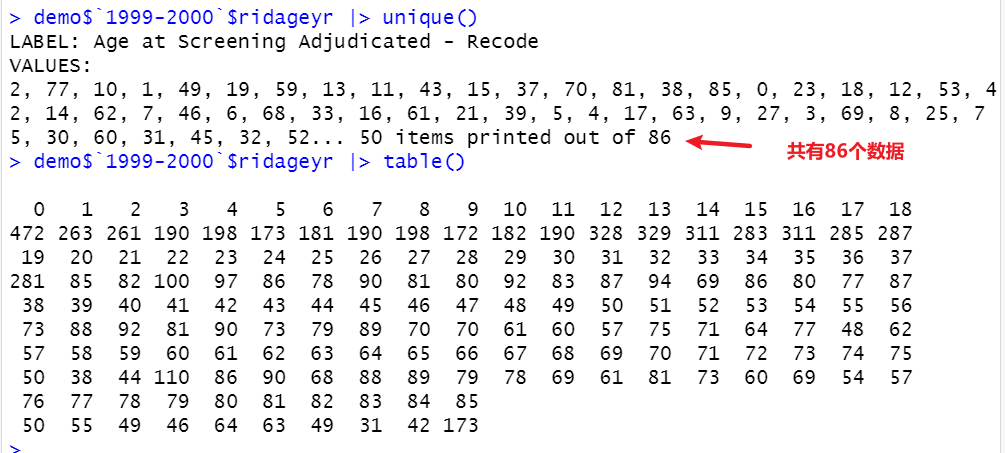 > demo$`1999-2000`$ridageyr |> unique()
LABEL: Age at Screening Adjudicated - Recode
VALUES:
2, 77, 10, 1, 49, 19, 59, 13, 11, 43, 15, 37, 70, 81, 38, 85, 0, 23, 18, 12, 53, 4
2, 14, 62, 7, 46, 6, 68, 33, 16, 61, 21, 39, 5, 4, 17, 63, 9, 27, 3, 69, 8, 25, 7
5, 30, 60, 31, 45, 32, 52... 50 items printed out of 86
共有86个数据
> demo$`1999-2000`$ridageyr |> table()
0 1 2 3 4 5 6 7 8 9 10 11 12 13 14 15 16 17 18
472 263 261 190 198 173 181 190 198 172 182 190 328 329 311 283 311 285 287
19 20 21 22 23 24 25 26 27 28 29 30 31 32 33 34 35 36 37
281 85 82 100 97 86 78 90 81 80 92 83 87 94 69 86 80 77 87
38 39 40 41 42 43 44 45 46 47 48 49 50 51 52 53 54 55 56
73 88 92 81 90 73 79 89 70 70 61 60 57 75 71 64 77 48 62
57 58 59 60 61 62 63 64 65 66 67 68 69 70 71 72 73 74 75
50 38 44 110 86 90 68 88 89 79 78 69 61 81 73 60 69 54 57
76 77 78 79 80 81 82 83 84 85
50 55 49 46 64 63 49 31 42 173
>